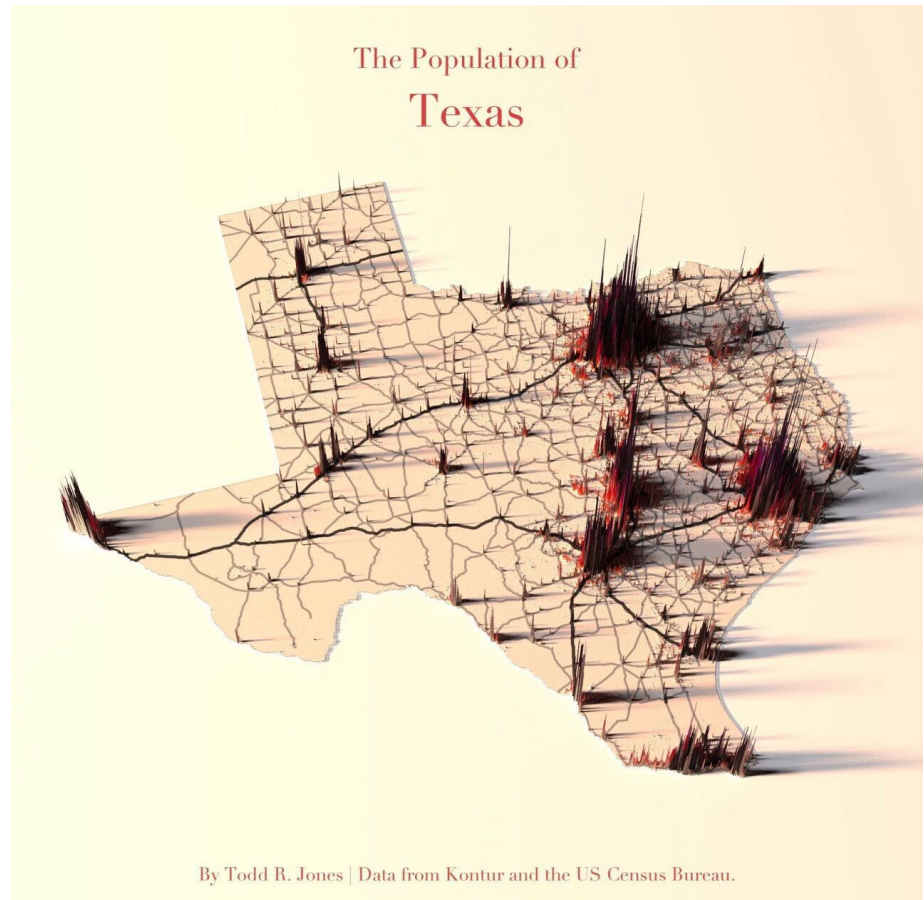 The Population of
Texas
By Todd R. Jones | Data from Kontur and the US Census Bureau.